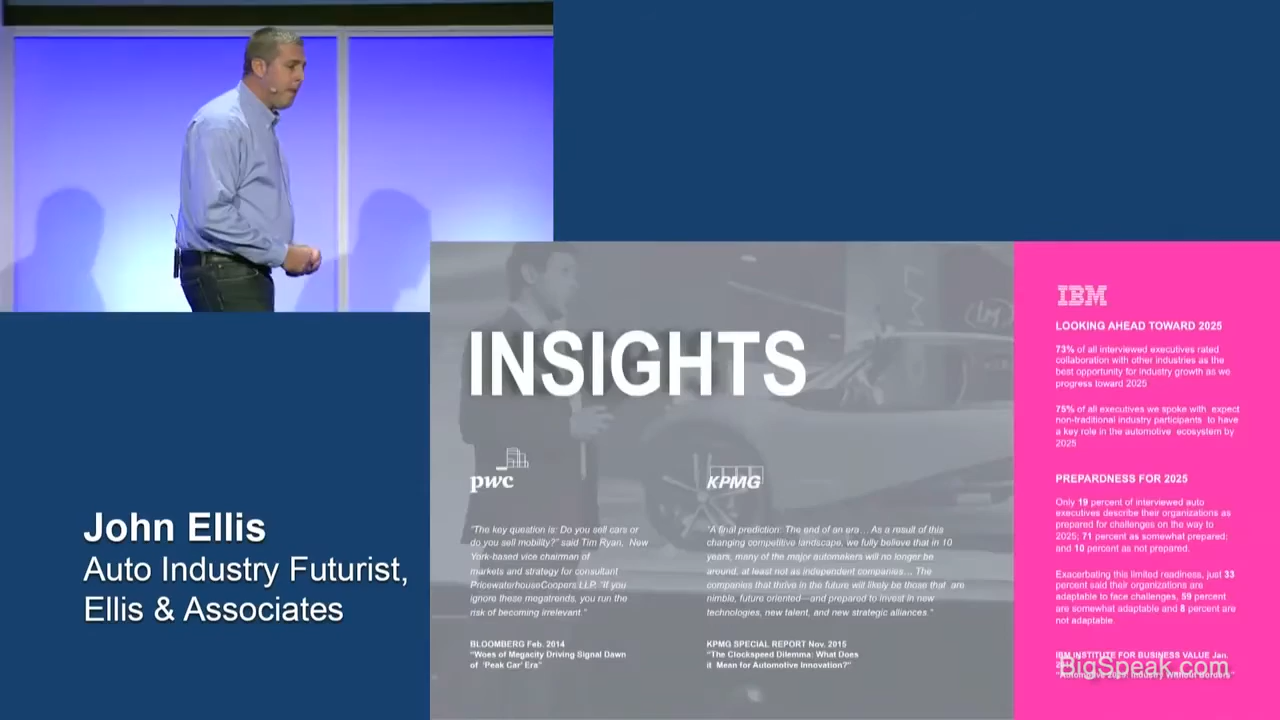 John Ellis
Auto Industry Futurist,
Ellis & Associates
INSIGHTS
pwc
"The key question is: Do you sell cars or
do you sell mobility?" said Tim Ryan, New
York-based vice chairman of
markets and strategy for consultant
PricewaterhouseCoopers LLP. "If you
ignore these megatrends, you run the
risk of becoming irrelevant."
BLOOMBERG Feb. 2014
"Woes of Megacity Driving Signal Dawn
of 'Peak Car' Era"
KPMG
"A final prediction: The end of an era… As a result of this
changing competitive landscape, we fully believe that in 10
years, many of the major automakers will no longer be
around, at least not as independent companies… The
companies that thrive in the future will likely be those that are
nimble, future oriented—and prepared to invest in new
technologies, new talent, and new strategic alliances."
KPMG SPECIAL REPORT Nov. 2015
"The Clockspeed Dilemma: What Does
it Mean for Automotive Innovation?"
IBM
LOOKING AHEAD TOWARD 2025
73% of all interviewed executives rated
collaboration with other industries as the
best opportunity for industry growth as we
progress toward 2025
75% of all executives we spoke with expect
non-traditional industry participants to have
a key role in the automotive ecosystem by
2025
PREPARDNESS FOR 2025
Only 19 percent of interviewed auto
executives describe their organizations as
prepared for challenges on the way to
2025; 71 percent as somewhat prepared;
and 10 percent as not prepared.
Exacerbating this limited readiness, just 33
percent said their organizations are
adaptable to face challenges, 59 percent
are somewhat adaptable and 8 percent are
not adaptable.
IBM INSTITUTE FOR BUSINESS VALUE Jan.
"Automotive 2025: Industry Without Borders"
BigSpeak.com